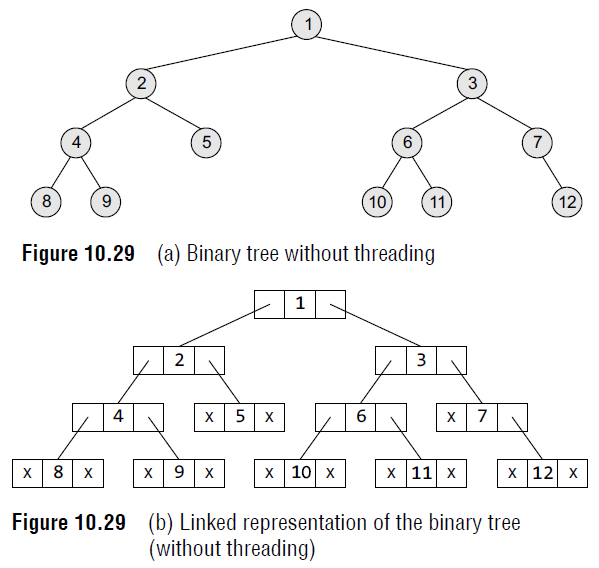 1
2 3
4 5 6 7
8 9 10 11 12
Figure 10.29 (a) Binary tree without threading
1
2 3
4 x 5 x 6 x 7
x 8 x x 9 x x 10 x x 11 x x 12 x
Figure 10.29 (b) Linked representation of the binary tree
(without threading)